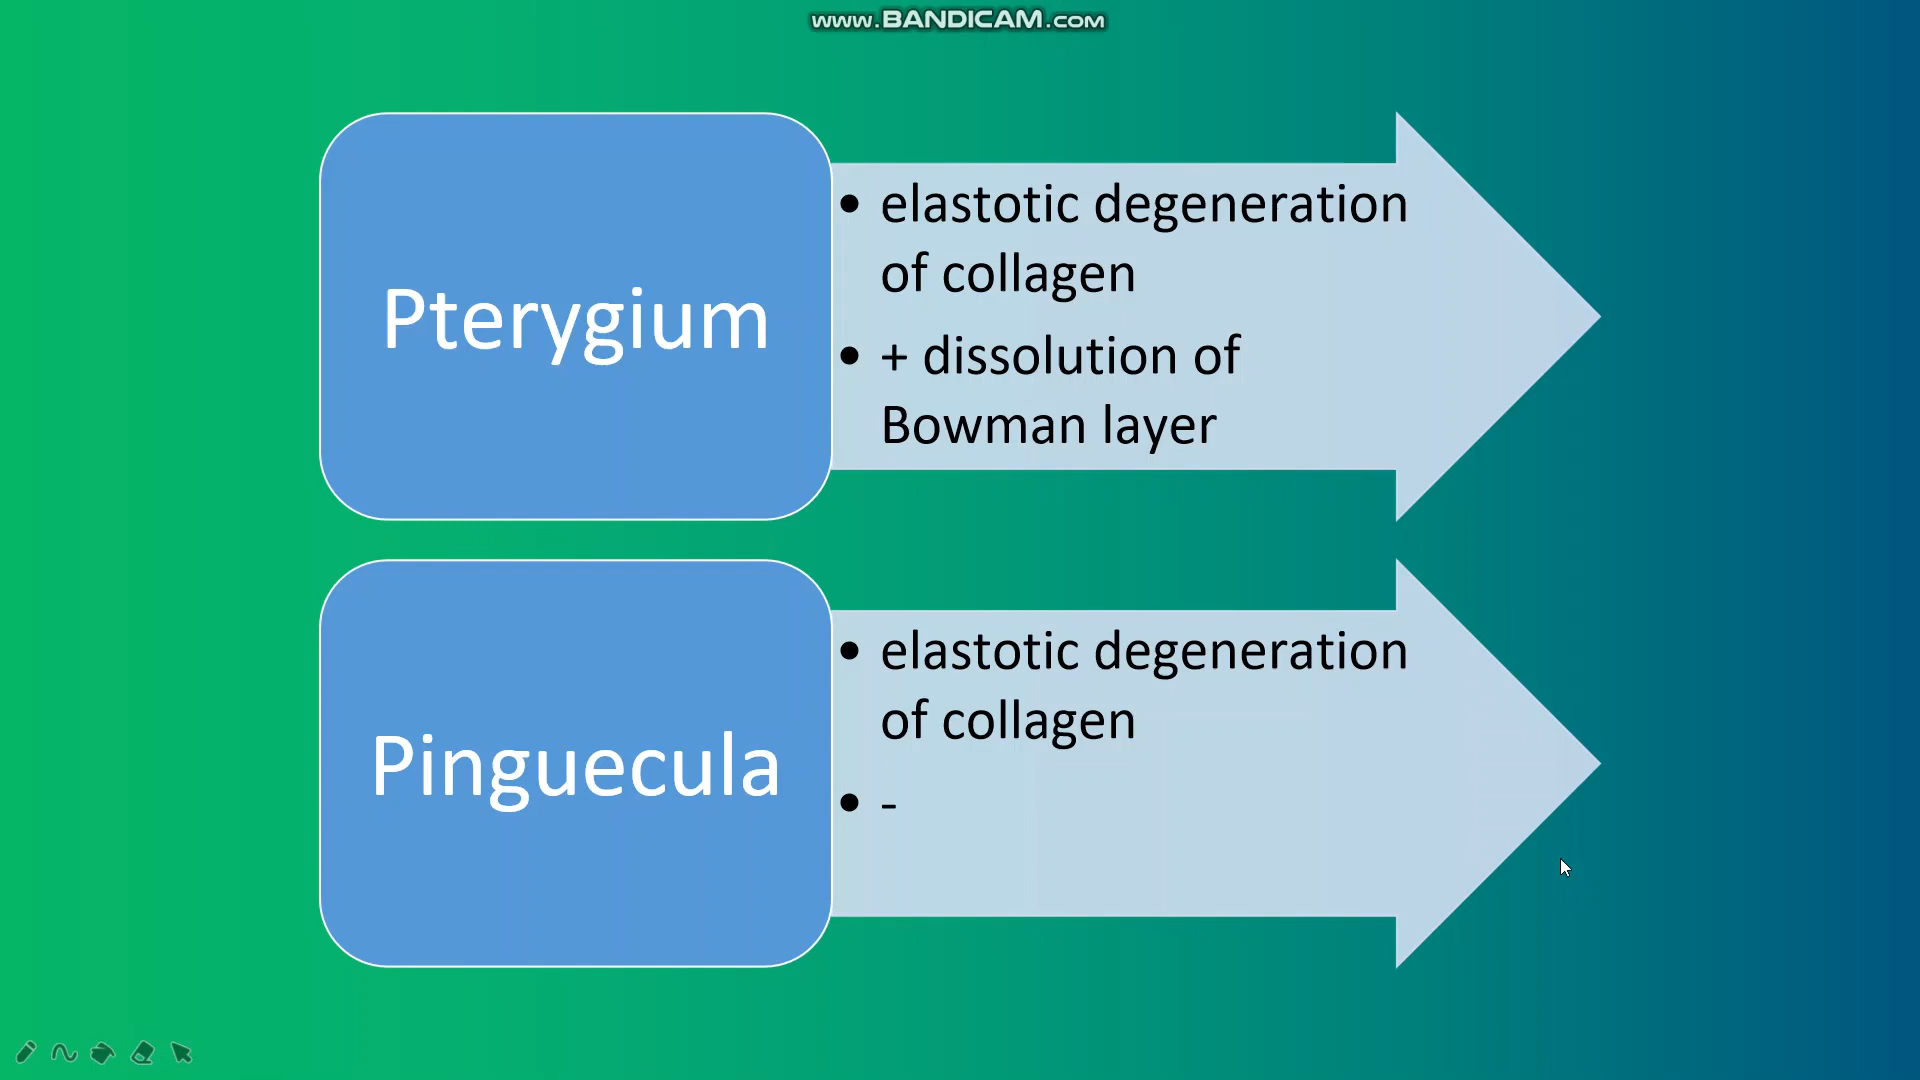 www.BANDICAM.com
Pterygium
• elastotic degeneration
of collagen
• + dissolution of
Bowman layer
Pinguecula
• elastotic degeneration
of collagen
• -